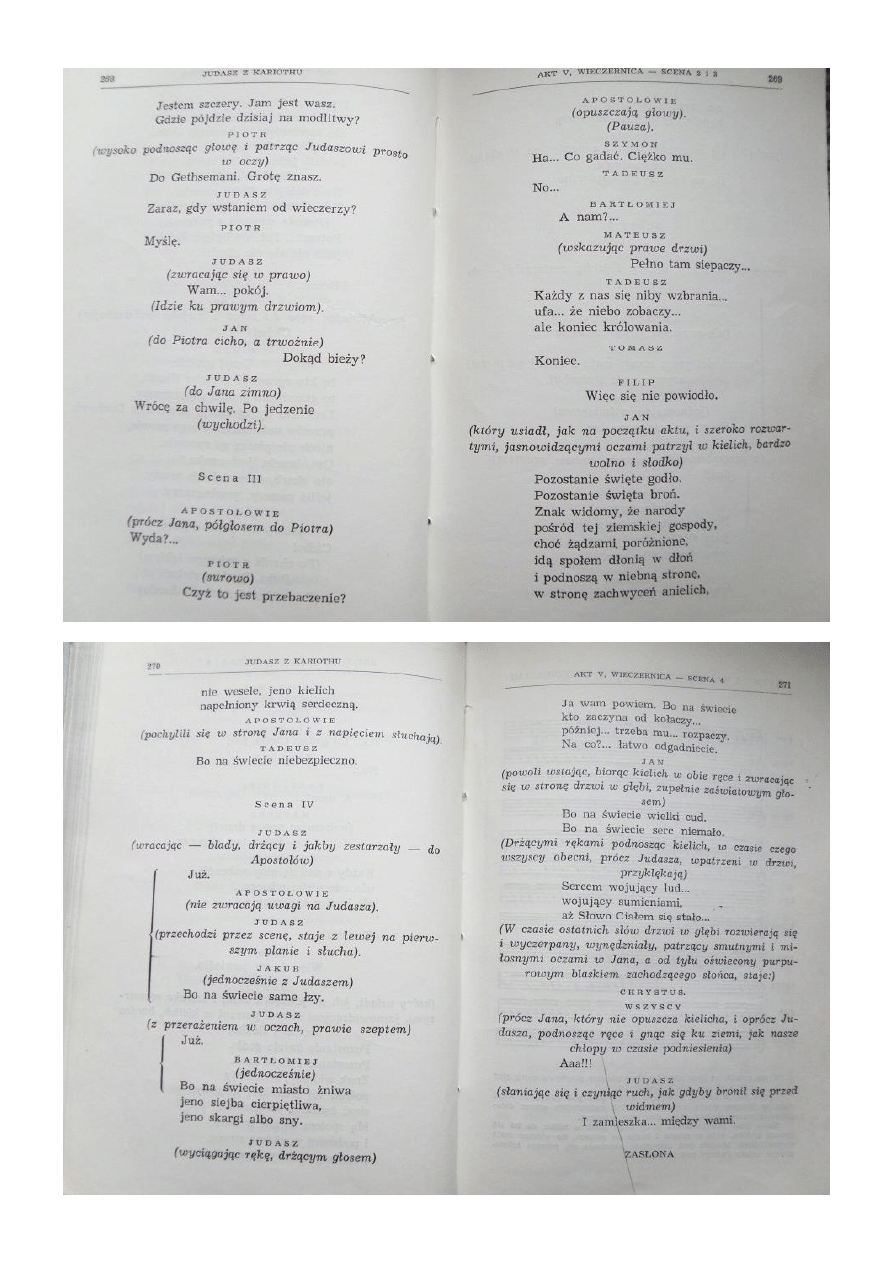 268
JUDASZ Z KARIOTHU
Jestem szczery. Jam jest wasz.
Gdzie pójdzie dzisiaj na modlitwy?
PIOTR
(wysoko podnosząc głowę i patrząc Judaszowi prosto
w oczy)
Do Gethsemani. Grotę znasz.
JUDASZ
Zaraz, gdy wstaniem od wieczerzy?
PIOTR
Myślę.
JUDASZ
(zwracając się w prawo)
Wam... pokój.
(Idzie ku prawym drzwiom).
JAN
(do Piotra cicho, a trwożnie)
Dokąd bieży?
JUDASZ
(do Jana zimno)
Wrócę za chwilę. Po jedzenie
(wychodzi).
Scena III
APOSTOŁOWIE
(prócz Jana, półgłosem do Piotra)
Wyda?...
PIOTR
(surowo)
Czyż to jest przebaczenie?
AKT V, WIECZERNICA — SCENA 2 i 3
269
APOSTOŁOWIE
(opuszczają głowy).
(Pauza).
SZYMON
Ha... Co gadać. Ciężko mu.
TADEUSZ
No...
BARTŁOMIEJ
A nam?...
MATEUSZ
(wskazując prawe drzwi)
Pełno tam siepaczy...
TADEUSZ
Każdy z nas się niby wzbrania...
ufa... że niebo zobaczy...
ale koniec królowania.
TOMASZ
Koniec.
FILIP
Więc się nie powiodło.
JAN
(który usiadł, jak na początku aktu, i szeroko rozwar-
tymi, jasnowidzącymi oczami patrzył w kielich, bardzo
wolno i słodko)
Pozostanie święte godło.
Pozostanie święta broń.
Znak widomy, że narody
pośród tej ziemskiej gospody,
choć żądzami poróżnione,
idą społem dłonią w dłoń
i podnoszą w niebną stronę,
w stronę zachwyceń anielich,
270
JUDASZ Z KARIOTHU
nie wesele, jeno kielich
napełniony krwią serdeczną.
APOSTOŁOWIE
(pochylili się w stronę Jana i z napięciem słuchają).
TADEUSZ
Bo na świecie niebezpieczno.
Scena IV
JUDASZ
(wracając — blady, drżący i jakby zestarzały — do
Apostołów)
Już.
APOSTOŁOWIE
(nie zwracają uwagi na Judasza).
JUDASZ
(przechodzi przez scenę, staje z lewej na pierw-
szym planie i słucha).
JAKUB
(jednocześnie z Judaszem)
Bo na świecie same łzy.
JUDASZ
(z przerażeniem w oczach, prawie szeptem)
Już.
BARTŁOMIEJ
(jednocześnie)
Bo na świecie miasto żniwa
jeno siejba cierpiętliwa,
jeno skargi albo sny.
JUDASZ
(wyciągając rękę, drżącym głosem)
AKT V, WIECZERNICA — SCENA 4
271
Ja wam powiem. Bo na świecie
kto zaczyna od kołaczy...
później... trzeba mu... rozpaczy.
Na co?... łatwo odgadniecie.
JAN
(powoli wstając, biorąc kielich w obie ręce i zwracając
się w stronę drzwi w głębi, zupełnie zaświatowym gło-
sem)
Bo na świecie wielki cud.
Bo na świecie serc niemało.
(Drżącymi rękami podnosząc kielich, w czasie czego
wszyscy obecni, prócz Judasza, wpatrzeni w drzwi,
przyklękają)
Sercem wojujący lud...
wojujący sumieniami,
aż Słowo Ciałem się stało...
(W czasie ostatnich słów drzwi w głębi rozwierają się
i wyczerpany, wynędzniały, patrzący smutnymi i mi-
łosnymi oczami w Jana, a od tyłu oświecony purpu-
rowym blaskiem zachodzącego słońca, staje:)
CHRYSTUS.
WSZYSCY
(prócz Jana, który nie opuszcza kielicha, i oprócz Ju-
dasza, podnosząc ręce i gnąc się ku ziemi, jak nasze
chłopy w czasie podniesienia)
Aaa!!!
JUDASZ
(słaniając się i czyniąc ruch, jak gdyby bronił się przed
widmem)
I zamieszka... między wami.
ZASŁONA